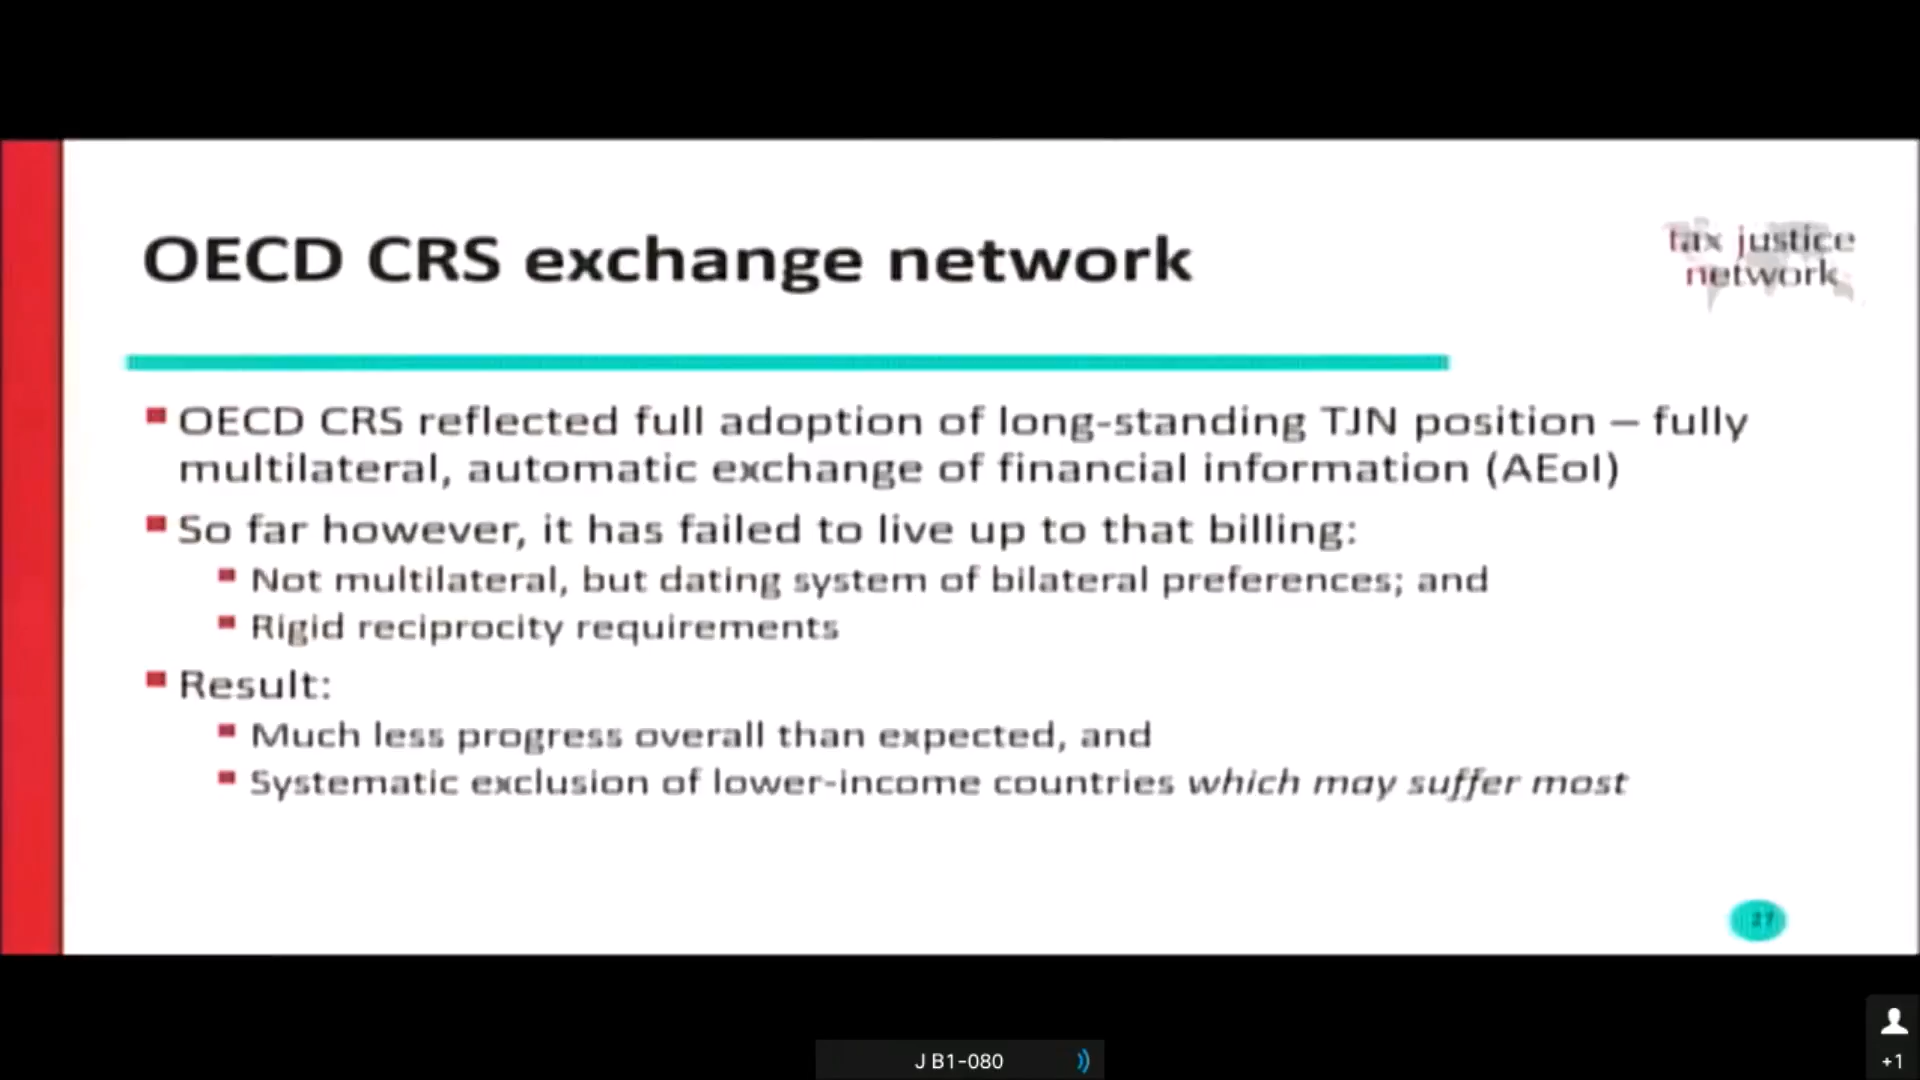 OECD CRS exchange network
tax justice
network
OECD CRS reflected full adoption of long-standing TJN position – fully
multilateral, automatic exchange of financial information (AEoI)
So far however, it has failed to live up to that billing:
Not multilateral, but dating system of bilateral preferences; and
Rigid reciprocity requirements
Result:
Much less progress overall than expected, and
Systematic exclusion of lower-income countries which may suffer most
27
J B1-080
+1